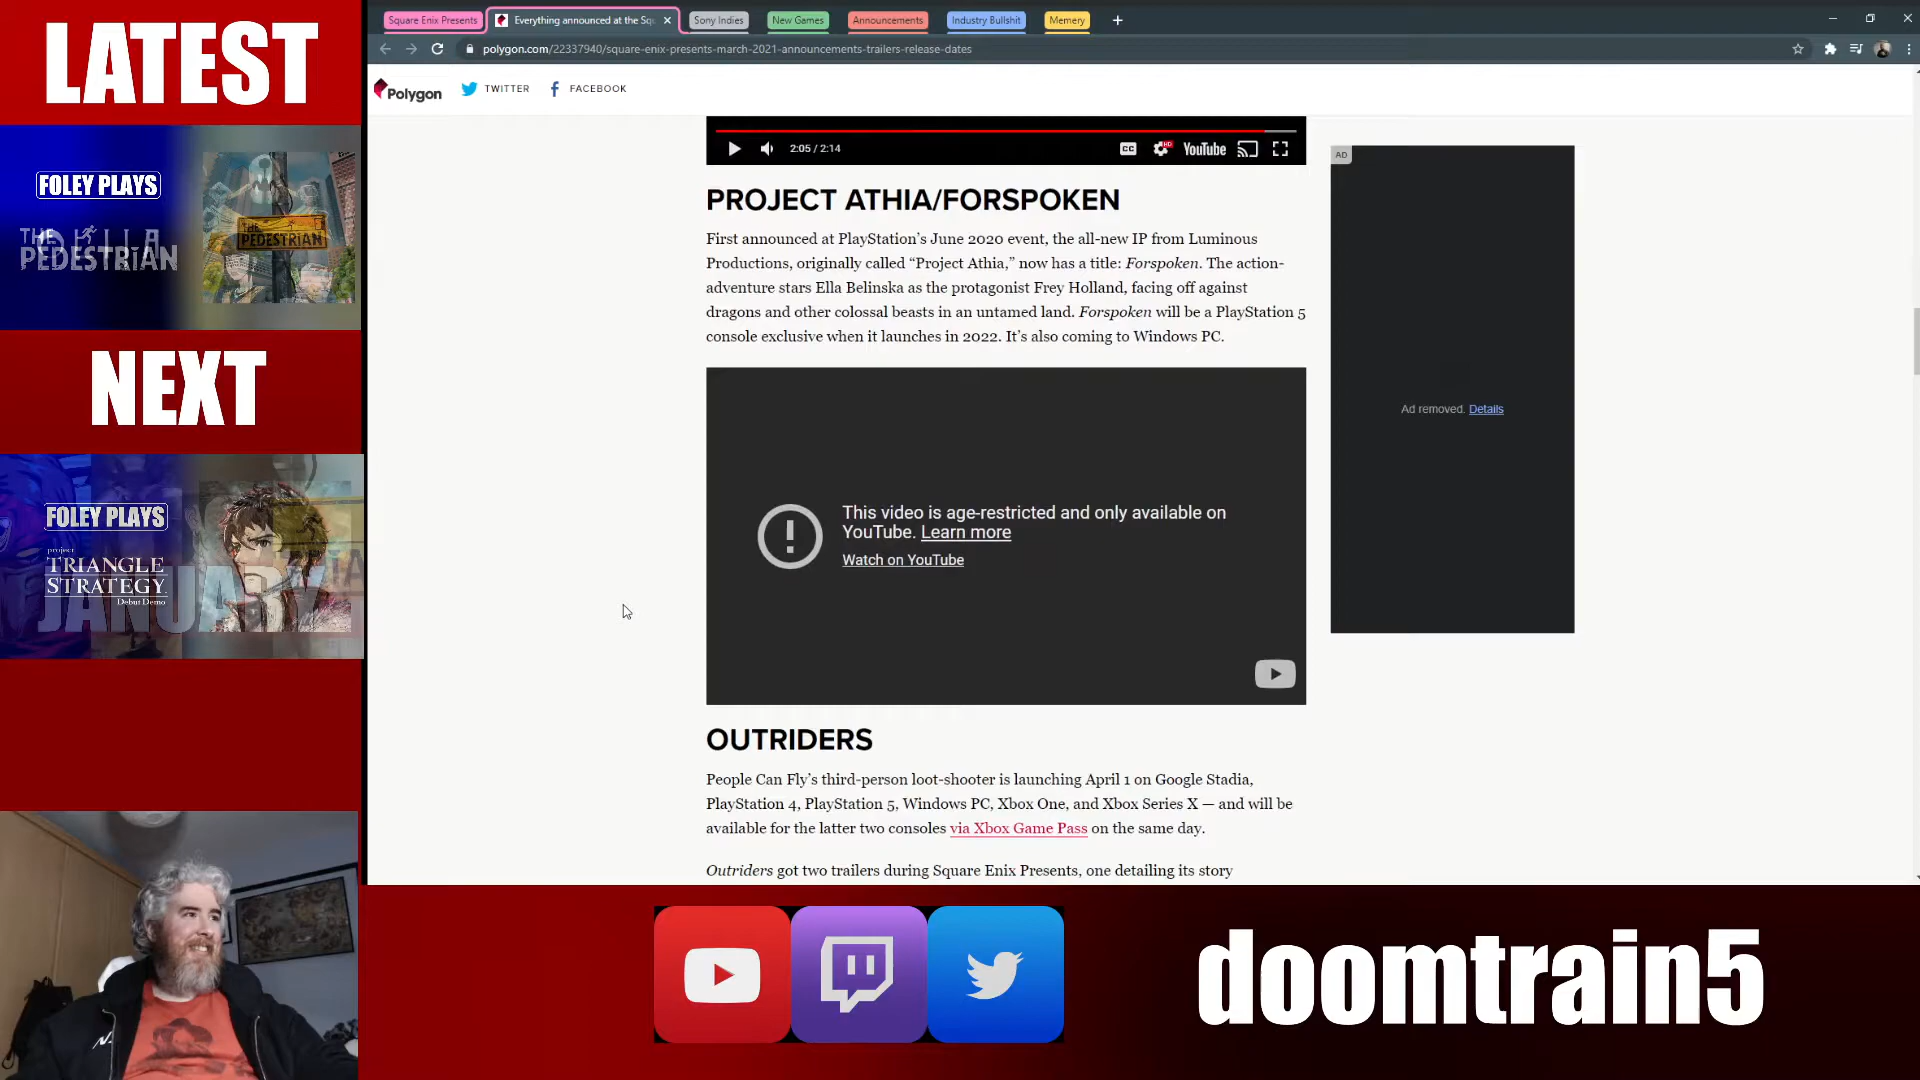 LATEST
FOLEY PLAYS
THE
PEDESTRIAN
THE
PEDESTRIAN
NEXT
FOLEY PLAYS
project
TRIANGLE
STRATEGY
Debut Demo
JANUARY
Square Enix Presents
Everything announced at the Squ
Sony Indies
New Games
Announcements
Industry Bullshit
Memery
polygon.com/22337940/square-enix-presents-march-2021-announcements-trailers-release-dates
Polygon
TWITTER
FACEBOOK
2:05 / 2:14
CC
HD
YouTube
AD
PROJECT ATHIA/FORSPOKEN
First announced at PlayStation’s June 2020 event, the all-new IP from Luminous
Productions, originally called “Project Athia,” now has a title: Forspoken. The action-
adventure stars Ella Belinska as the protagonist Frey Holland, facing off against
dragons and other colossal beasts in an untamed land. Forspoken will be a PlayStation 5
console exclusive when it launches in 2022. It’s also coming to Windows PC.
Ad removed. Details
This video is age-restricted and only available on
YouTube. Learn more
Watch on YouTube
OUTRIDERS
People Can Fly’s third-person loot-shooter is launching April 1 on Google Stadia,
PlayStation 4, PlayStation 5, Windows PC, Xbox One, and Xbox Series X — and will be
available for the latter two consoles via Xbox Game Pass on the same day.
Outriders got two trailers during Square Enix Presents, one detailing its story
doomtrain5